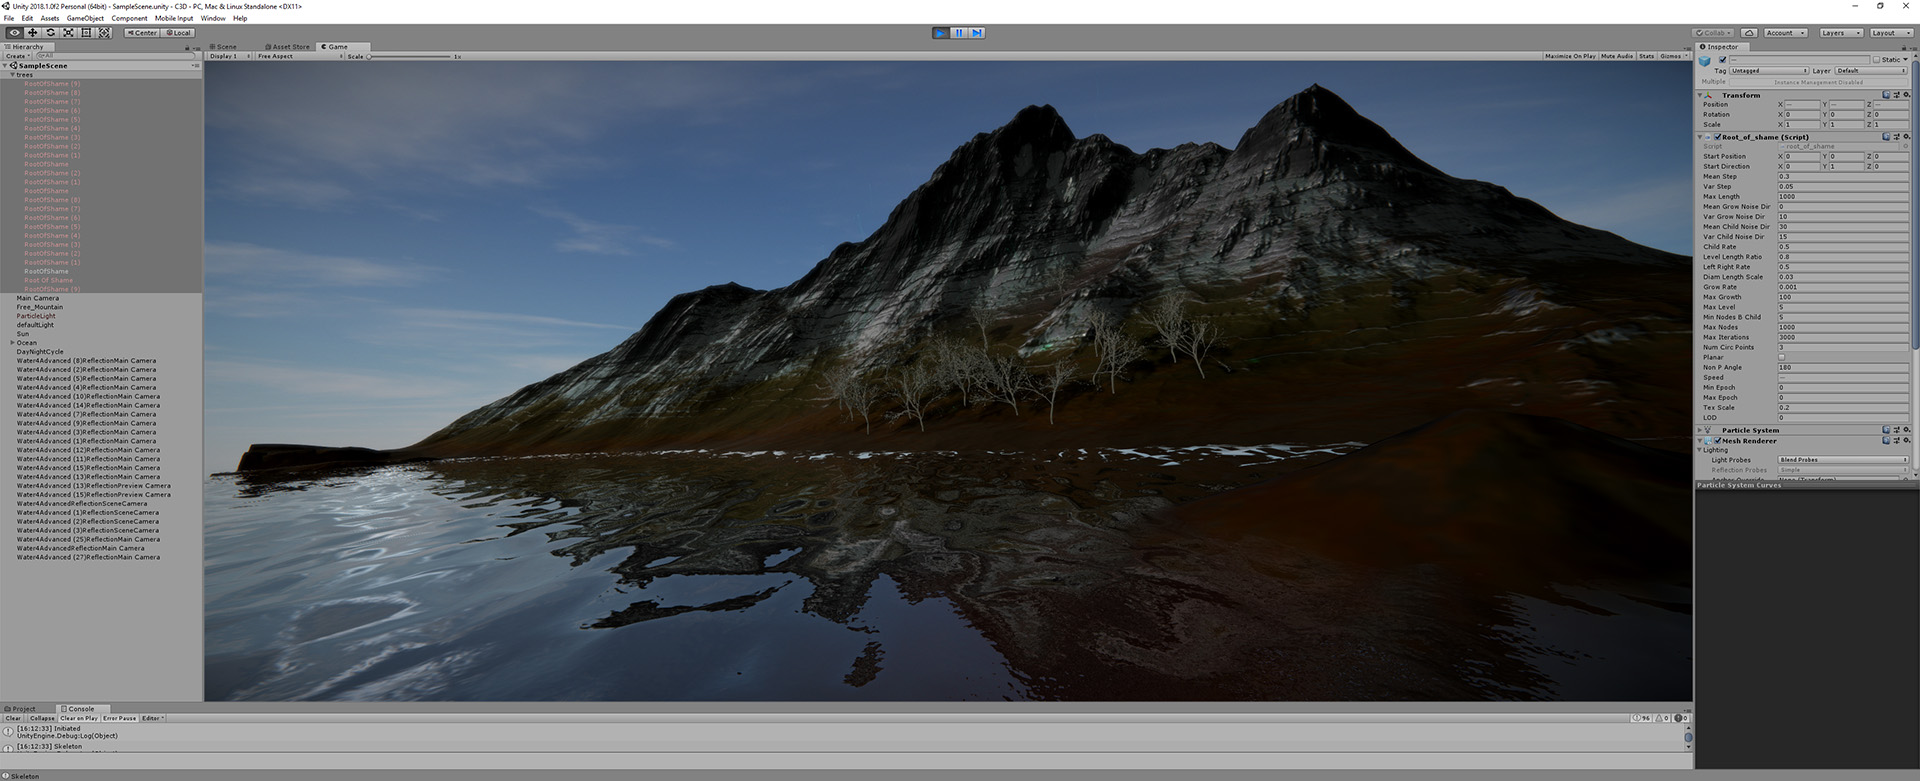 Unity 2018.1.0f2 Personal (64bit) - SampleScene.unity - C3D - PC, Mac & Linux Standalone <DX11>
File Edit Assets GameObject Component Mobile Input Window Help
Center Local
Collab Account Layers Layout
Hierarchy
Create All
SampleScene
trees
RootOfShame (9)
RootOfShame (8)
RootOfShame (7)
RootOfShame (6)
RootOfShame (5)
RootOfShame (4)
RootOfShame (3)
RootOfShame (2)
RootOfShame (1)
RootOfShame
RootOfShame (2)
RootOfShame (1)
RootOfShame
RootOfShame (8)
RootOfShame (7)
RootOfShame (6)
RootOfShame (5)
RootOfShame (4)
RootOfShame (3)
RootOfShame (2)
RootOfShame (1)
RootOfShame
Root Of Shame
RootOfShame (9)
Main Camera
Free_Mountain
ParticleLight
defaultLight
Sun
Ocean
DayNightCycle
Water4Advanced (8)ReflectionMain Camera
Water4Advanced (2)ReflectionMain Camera
Water4Advanced (5)ReflectionMain Camera
Water4Advanced (4)ReflectionMain Camera
Water4Advanced (10)ReflectionMain Camera
Water4Advanced (14)ReflectionMain Camera
Water4Advanced (7)ReflectionMain Camera
Water4Advanced (9)ReflectionMain Camera
Water4Advanced (3)ReflectionMain Camera
Water4Advanced (1)ReflectionMain Camera
Water4Advanced (12)ReflectionMain Camera
Water4Advanced (11)ReflectionMain Camera
Water4Advanced (15)ReflectionMain Camera
Water4Advanced (13)ReflectionMain Camera
Water4Advanced (13)ReflectionPreview Camera
Water4Advanced (15)ReflectionPreview Camera
Water4AdvancedReflectionSceneCamera
Water4Advanced (1)ReflectionSceneCamera
Water4Advanced (2)ReflectionSceneCamera
Water4Advanced (3)ReflectionSceneCamera
Water4Advanced (25)ReflectionMain Camera
Water4AdvancedReflectionMain Camera
Water4Advanced (27)ReflectionMain Camera
Scene Asset Store Game
Display 1 Free Aspect Scale 1x Maximize On Play Mute Audio Stats Gizmos
Inspector
— Static
Tag Untagged Layer Default
Multiple Instance Management Disabled
Transform
Position X — Y — Z —
Rotation X 0 Y 0 Z 0
Scale X 1 Y 1 Z 1
Root_of_shame (Script)
Script root_of_shame
Start Position X 0 Y 0 Z 0
Start Direction X 0 Y 1 Z 0
Mean Step 0.3
Var Step 0.05
Max Length 1000
Mean Grow Noise Dir 0
Var Grow Noise Dir 10
Mean Child Noise Dir 30
Var Child Noise Dir 15
Child Rate 0.5
Level Length Ratio 0.8
Left Right Rate 0.5
Diam Length Scale 0.03
Grow Rate 0.001
Max Growth 100
Max Level 5
Min Nodes B Child 5
Max Nodes 1000
Max Iterations 3000
Num Circ Points 3
Planar
Non P Angle 180
Speed —
Min Epoch 0
Max Epoch 0
Tex Scale 0.2
LOD 0
Particle System
Mesh Renderer
Lighting
Light Probes Blend Probes
Reflection Probes Simple
Particle System Curves
Project Console
Clear Collapse Clear on Play Error Pause Editor 96 0 0
[16:12:33] Initiated
UnityEngine.Debug:Log(Object)
[16:12:33] Skeleton
Skeleton